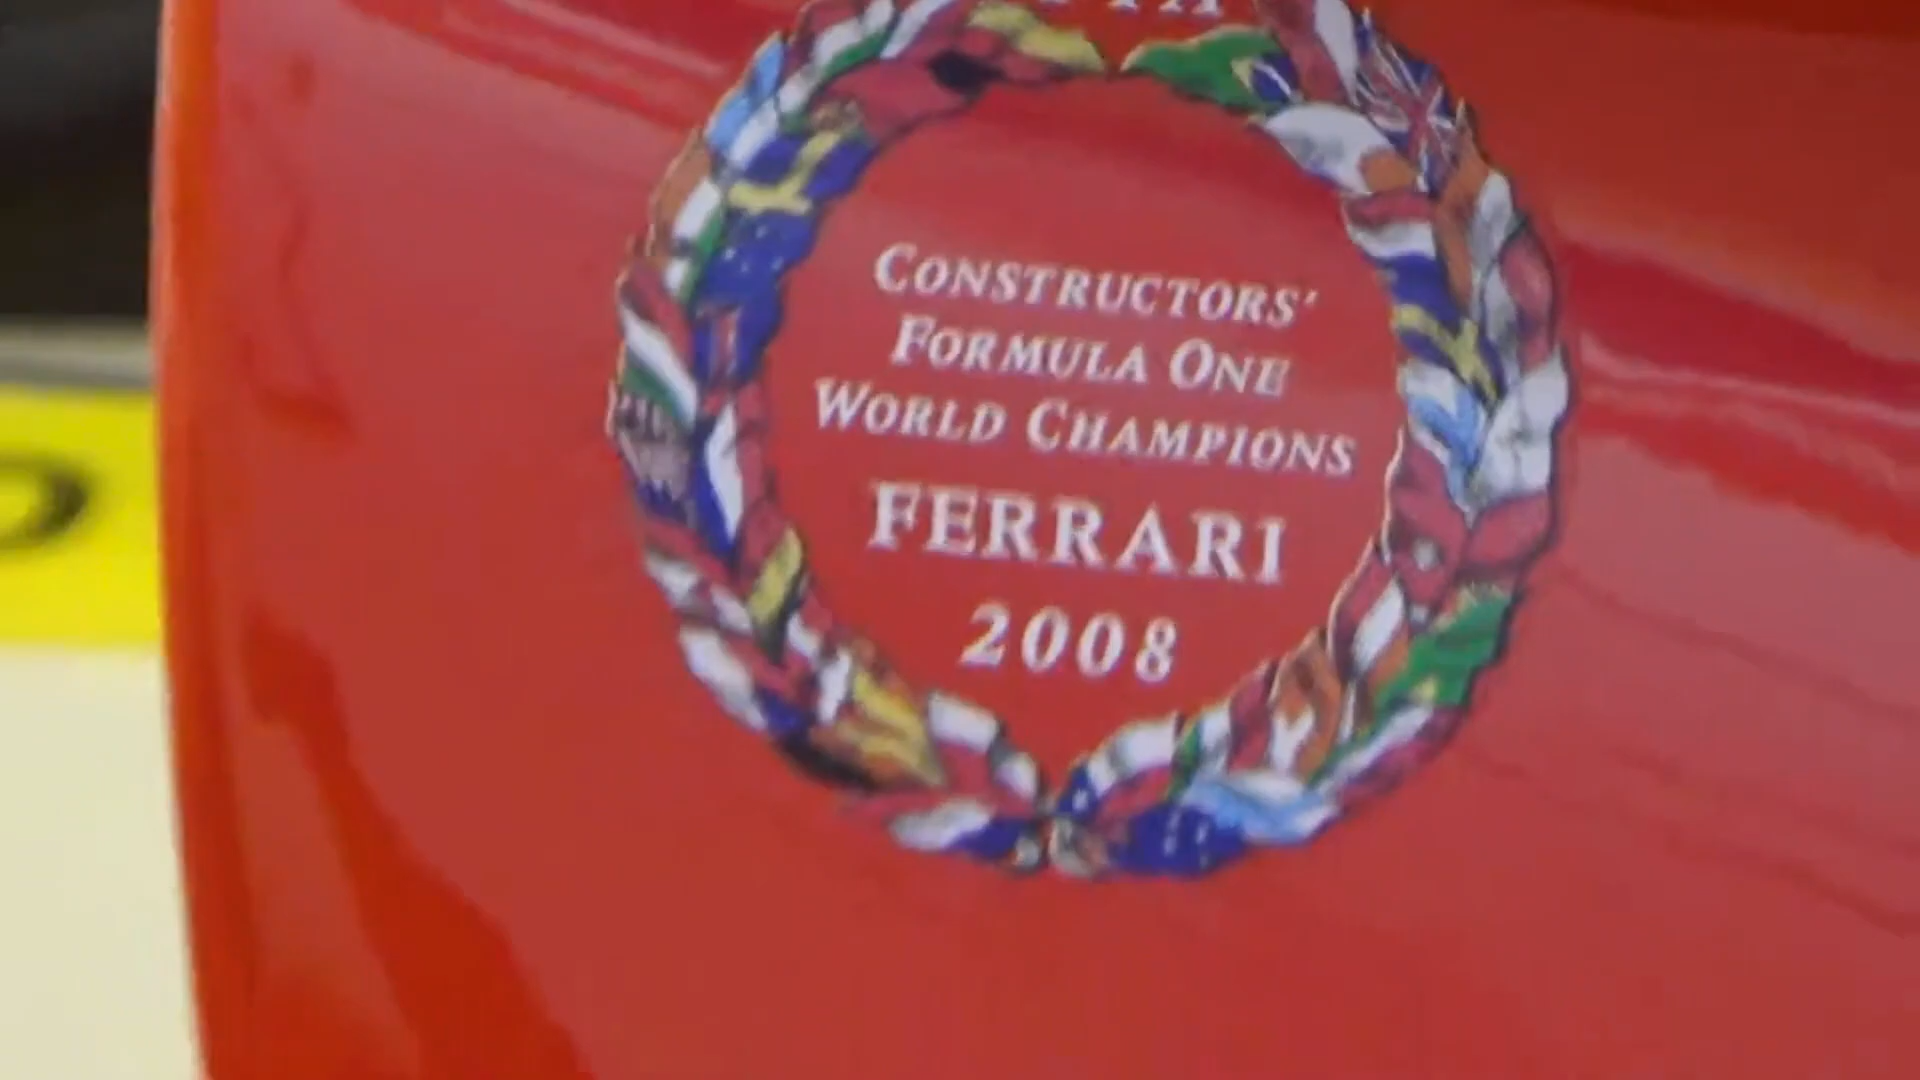 CONSTRUCTORS'
FORMULA ONE
WORLD CHAMPIONS
FERRARI
2008